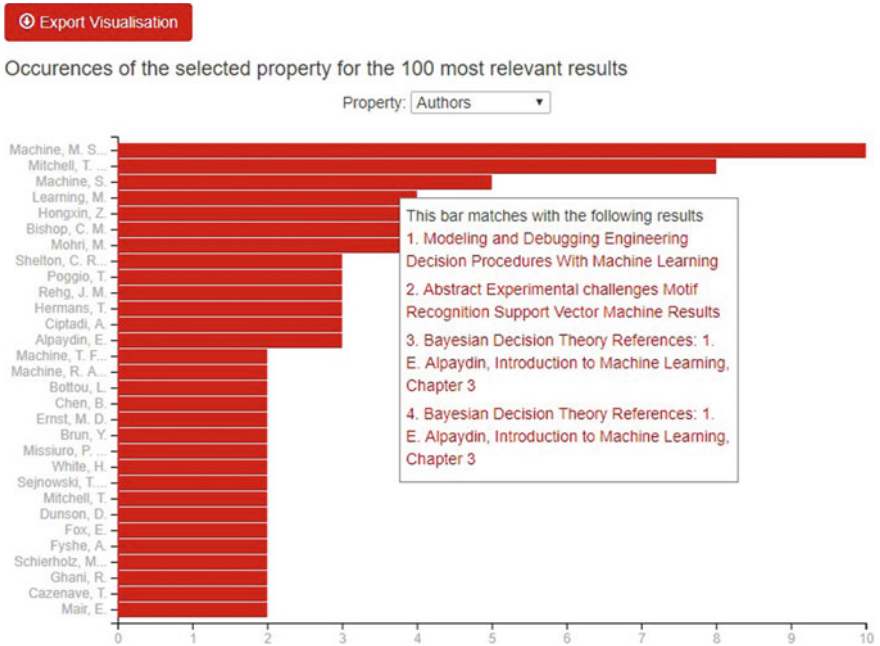 Export Visualisation
Occurences of the selected property for the 100 most relevant results
Property: Authors
Machine, M. S...
Mitchell, T. ...
Machine, S.
Learning, M.
Hongxin, Z.
Bishop, C. M.
Mohri, M.
Shelton, C. R...
Poggio, T.
Rehg, J. M.
Hermans, T.
Ciptadi, A.
Alpaydin, E.
Machine, T. F...
Machine, R. A...
Bottou, L.
Chen, B.
Ernst, M. D.
Brun, Y.
Missiuro, P. ...
White, H.
Sejnowski, T....
Mitchell, T.
Dunson, D.
Fox, E.
Fyshe, A.
Schierholz, M...
Ghani, R.
Cazenave, T.
Mair, E.
This bar matches with the following results
1. Modeling and Debugging Engineering
Decision Procedures With Machine Learning
2. Abstract Experimental challenges Motif
Recognition Support Vector Machine Results
3. Bayesian Decision Theory References: 1.
E. Alpaydin, Introduction to Machine Learning,
Chapter 3
4. Bayesian Decision Theory References: 1.
E. Alpaydin, Introduction to Machine Learning,
Chapter 3
0 1 2 3 4 5 6 7 8 9 10